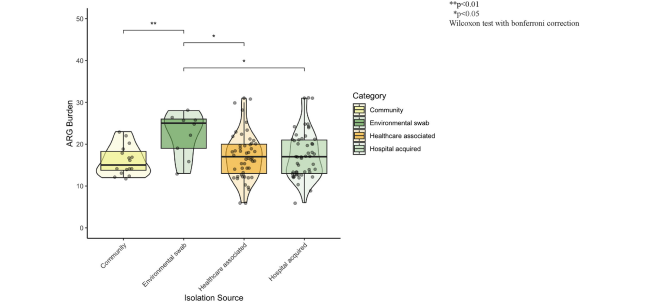 **p<0.01
*p<0.05
Wilcoxon test with bonferroni correction
50
**
*
40
*
30
20
10
0
ARG Burden
Category
Community
Environmental swab
Healthcare associated
Hospital acquired
Community
Environmental swab
Healthcare associated
Hospital acquired
Isolation Source